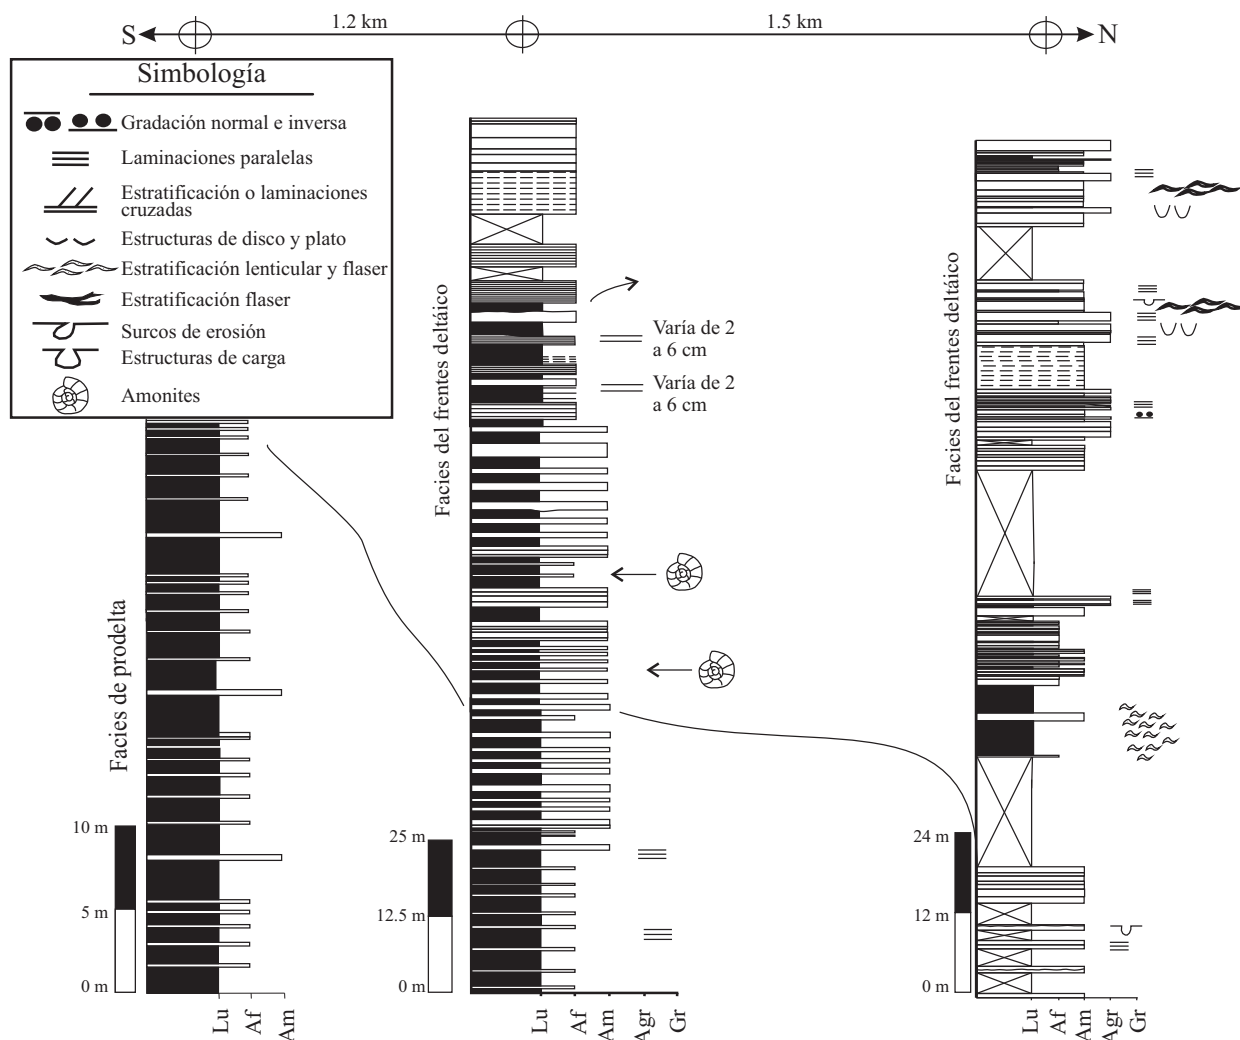 S
1.2 km
1.5 km
N
Simbología
Gradación normal e inversa
Laminaciones paralelas
Estratificación o laminaciones
cruzadas
Estructuras de disco y plato
Estratificación lenticular y flaser
Estratificación flaser
Surcos de erosión
Estructuras de carga
Amonites
Facies de prodelta
10 m
5 m
0 m
Lu
Af
Am
Facies del frentes deltáico
Varía de 2
a 6 cm
Varía de 2
a 6 cm
25 m
12.5 m
0 m
Lu
Af
Am
Agr
Gr
Facies del frentes deltáico
24 m
12 m
0 m
Lu
Af
Am
Agr
Gr